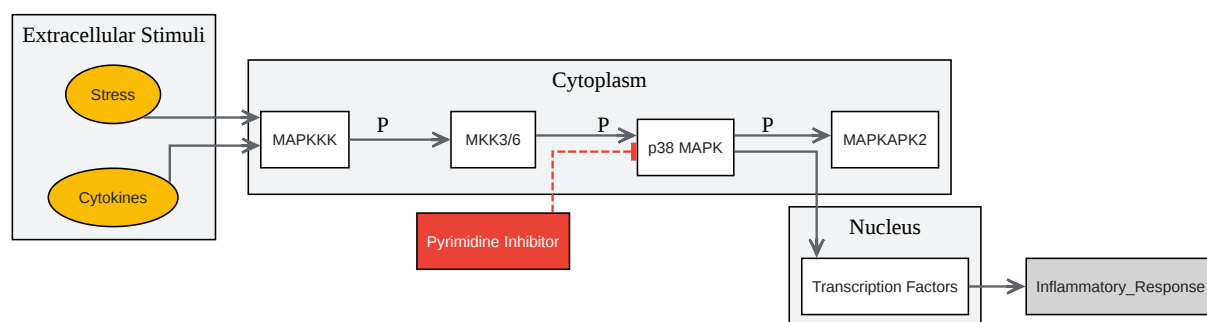 Extracellular Stimuli
Stress
Cytokines
Cytoplasm
MAPKKK
P
MKK3/6
P
p38 MAPK
P
MAPKAPK2
Pyrimidine Inhibitor
Nucleus
Transcription Factors
Inflammatory_Response